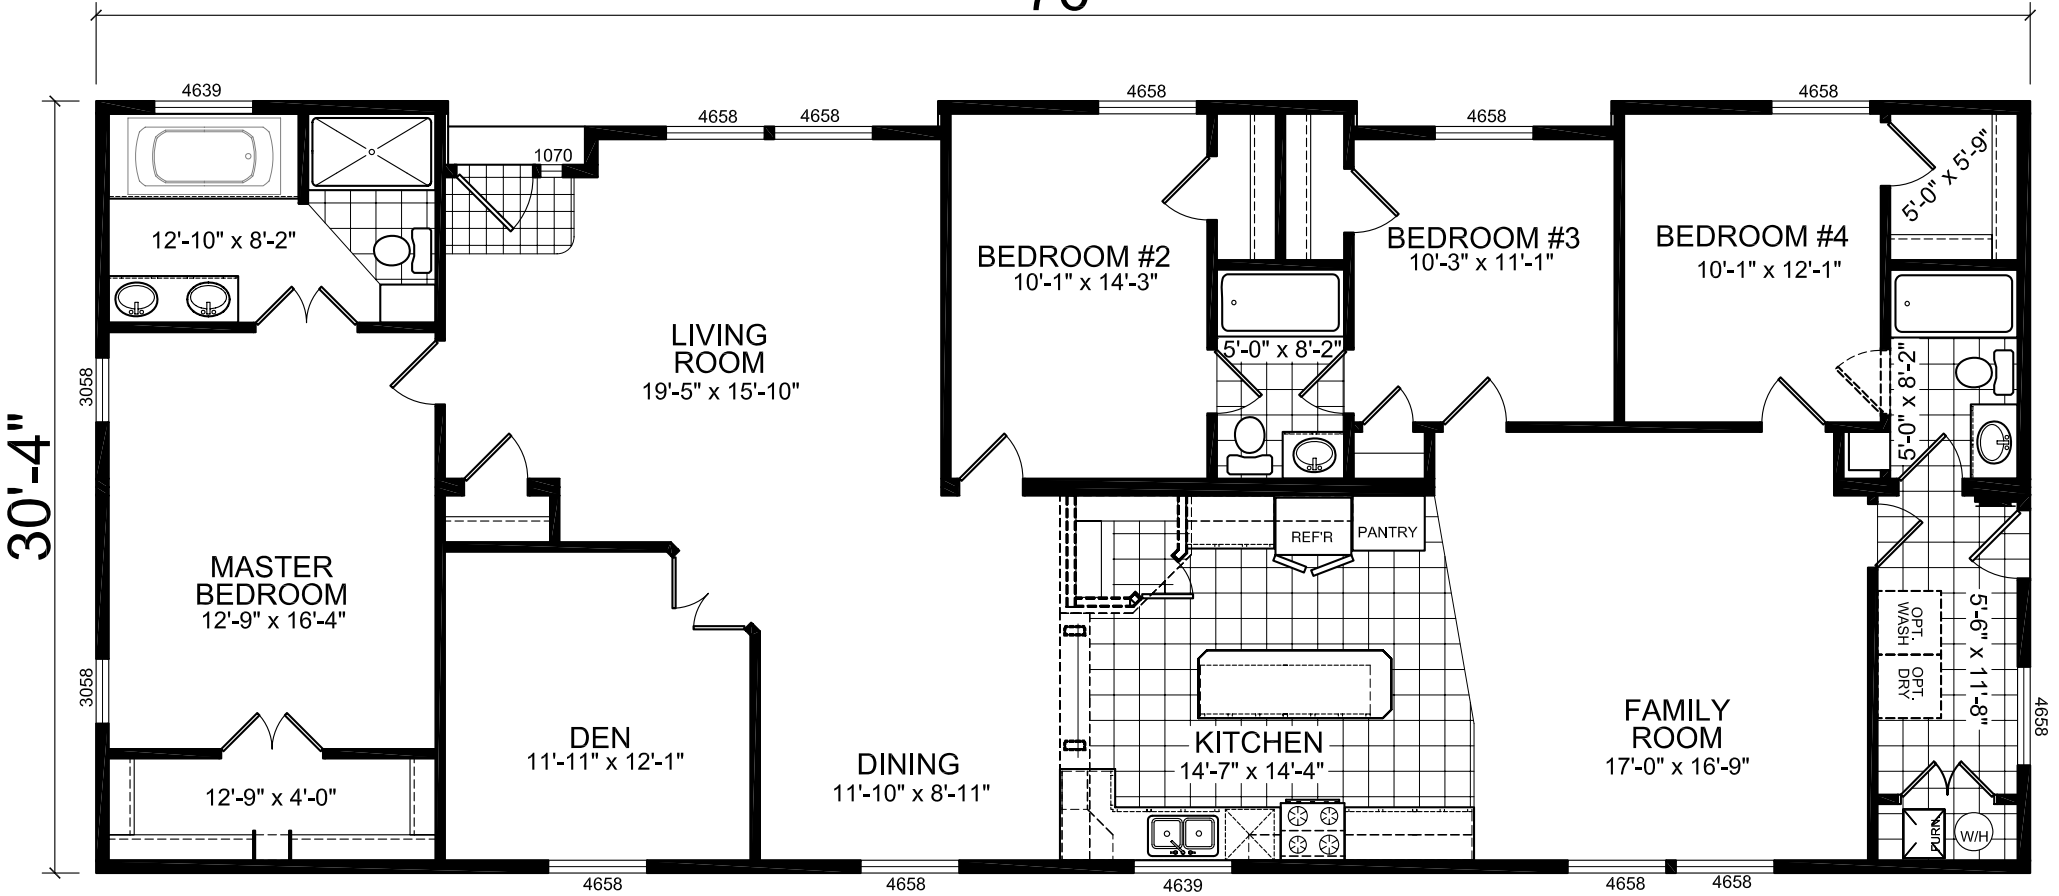 4639
4658
4658
4658
4658
4658
1070
12'-10" x 8'-2"
5'-0" x 5'-9"
BEDROOM #2
10'-1" x 14'-3"
BEDROOM #3
10'-3" x 11'-1"
BEDROOM #4
10'-1" x 12'-1"
LIVING
ROOM
19'-5" x 15'-10"
5'-0" x 8'-2"
5'-0" x 8'-2"
3058
30'-4"
REF'R
PANTRY
MASTER
BEDROOM
12'-9" x 16'-4"
OPT.
WASH
OPT.
DRY
5'-6" x 11'-8"
3058
4658
DEN
11'-11" x 12'-1"
DINING
11'-10" x 8'-11"
KITCHEN
14'-7" x 14'-4"
FAMILY
ROOM
17'-0" x 16'-9"
12'-9" x 4'-0"
FURN
W/H
4658
4658
4639
4658
4658